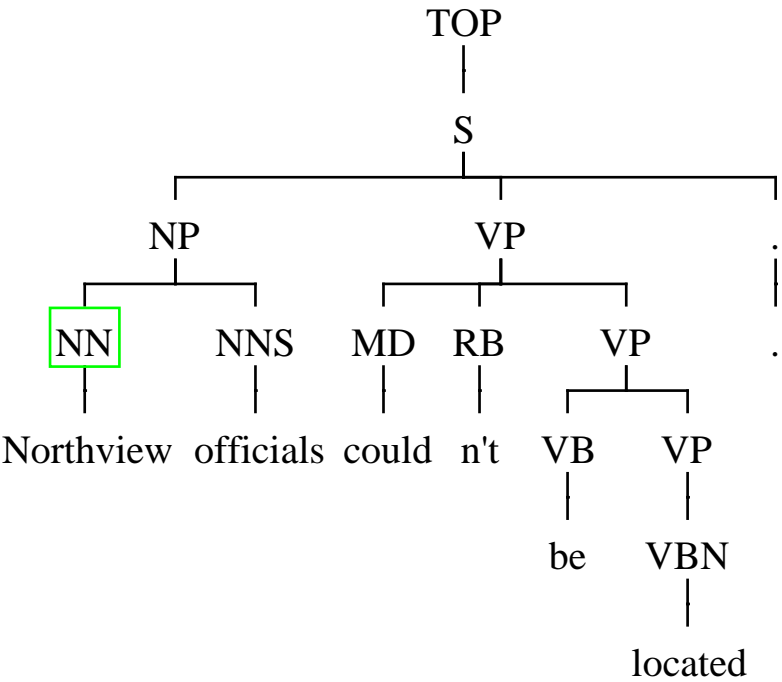 TOP
S
NP VP .
NN NNS MD RB VP .
Northview officials could n't VB VP
be VBN
located